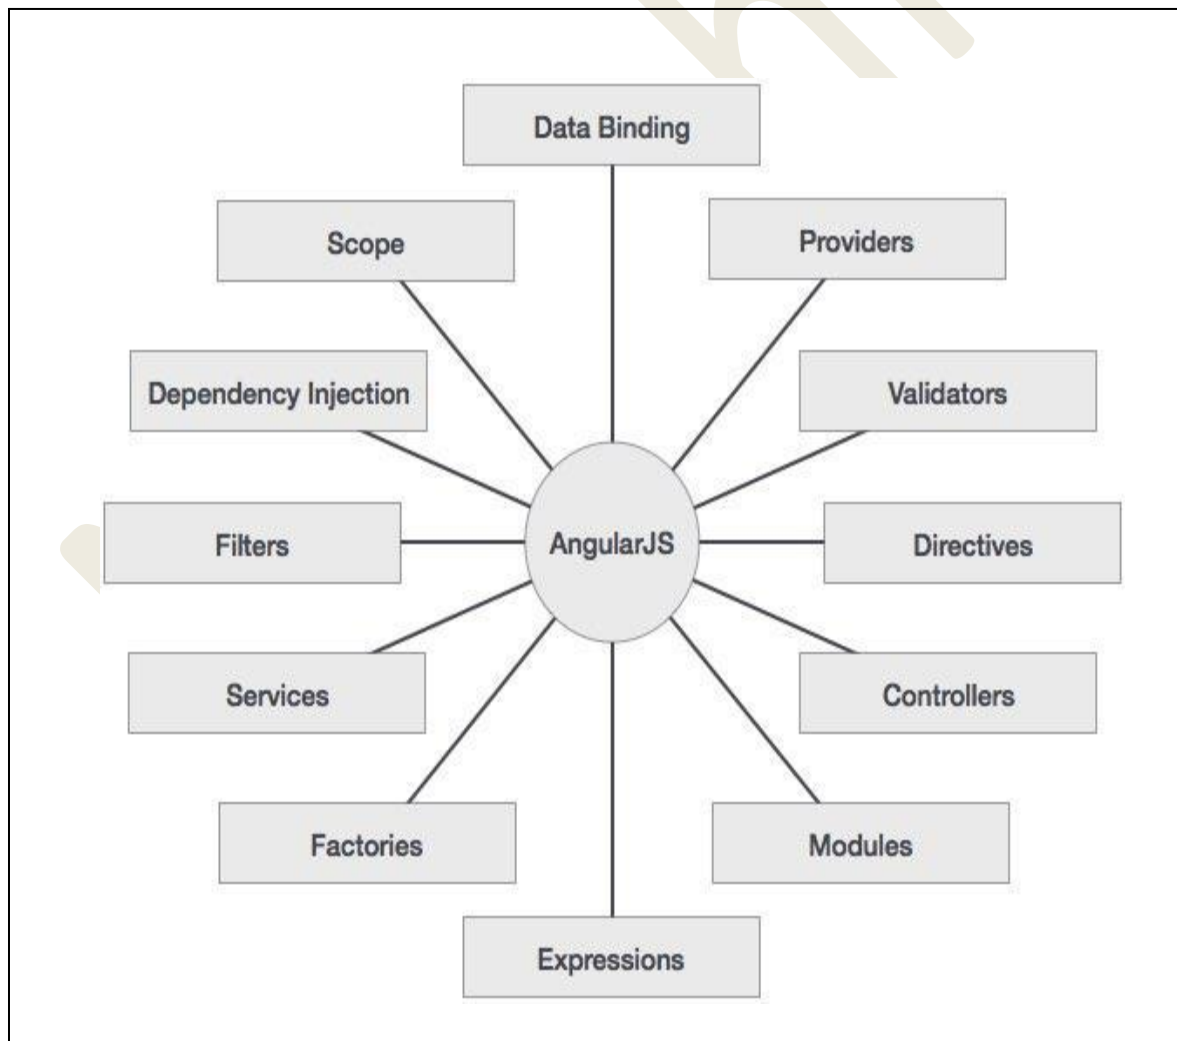 Data Binding
Scope
Providers
Dependency Injection
Validators
Filters
AngularJS
Directives
Services
Controllers
Factories
Modules
Expressions